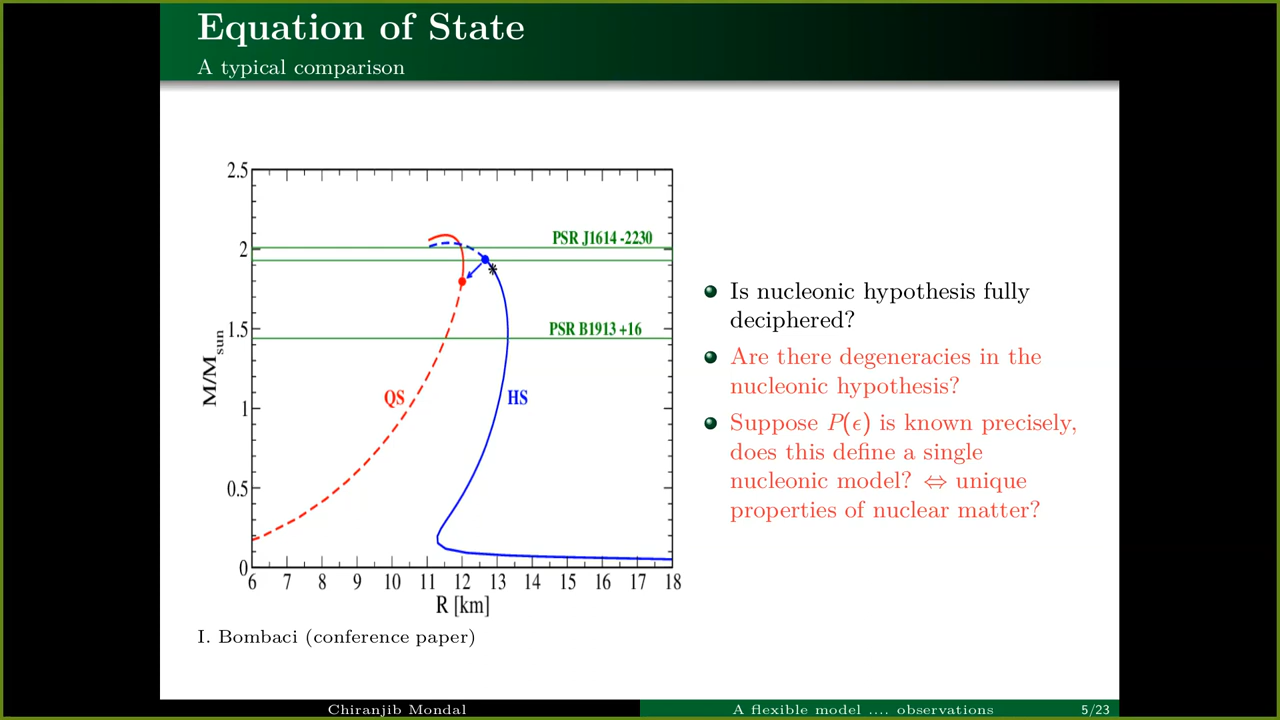 Equation of State
A typical comparison
2.5
2
1.5
1
0.5
0
M/Msun
PSR J1614-2230
PSR B1913+16
QS
HS
6 7 8 9 10 11 12 13 14 15 16 17 18
R [km]
I. Bombaci (conference paper)
Is nucleonic hypothesis fully
deciphered?
Are there degeneracies in the
nucleonic hypothesis?
Suppose P(ϵ) is known precisely,
does this define a single
nucleonic model? ⇔ unique
properties of nuclear matter?
Chiranjib Mondal
A flexible model .... observations
5/23